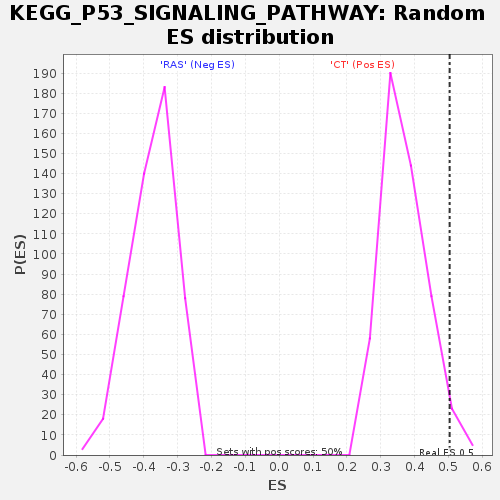 KEGG_P53_SIGNALING_PATHWAY: Random
ES distribution
'RAS' (Neg ES)
'CT' (Pos ES)
P(ES)
190
180
170
160
150
140
130
120
110
100
90
80
70
60
50
40
30
20
10
0
Sets with pos scores: 50%
Real ES 0.5
-0.6 -0.5 -0.4 -0.3 -0.2 -0.1 0.0 0.1 0.2 0.3 0.4 0.5 0.6
ES